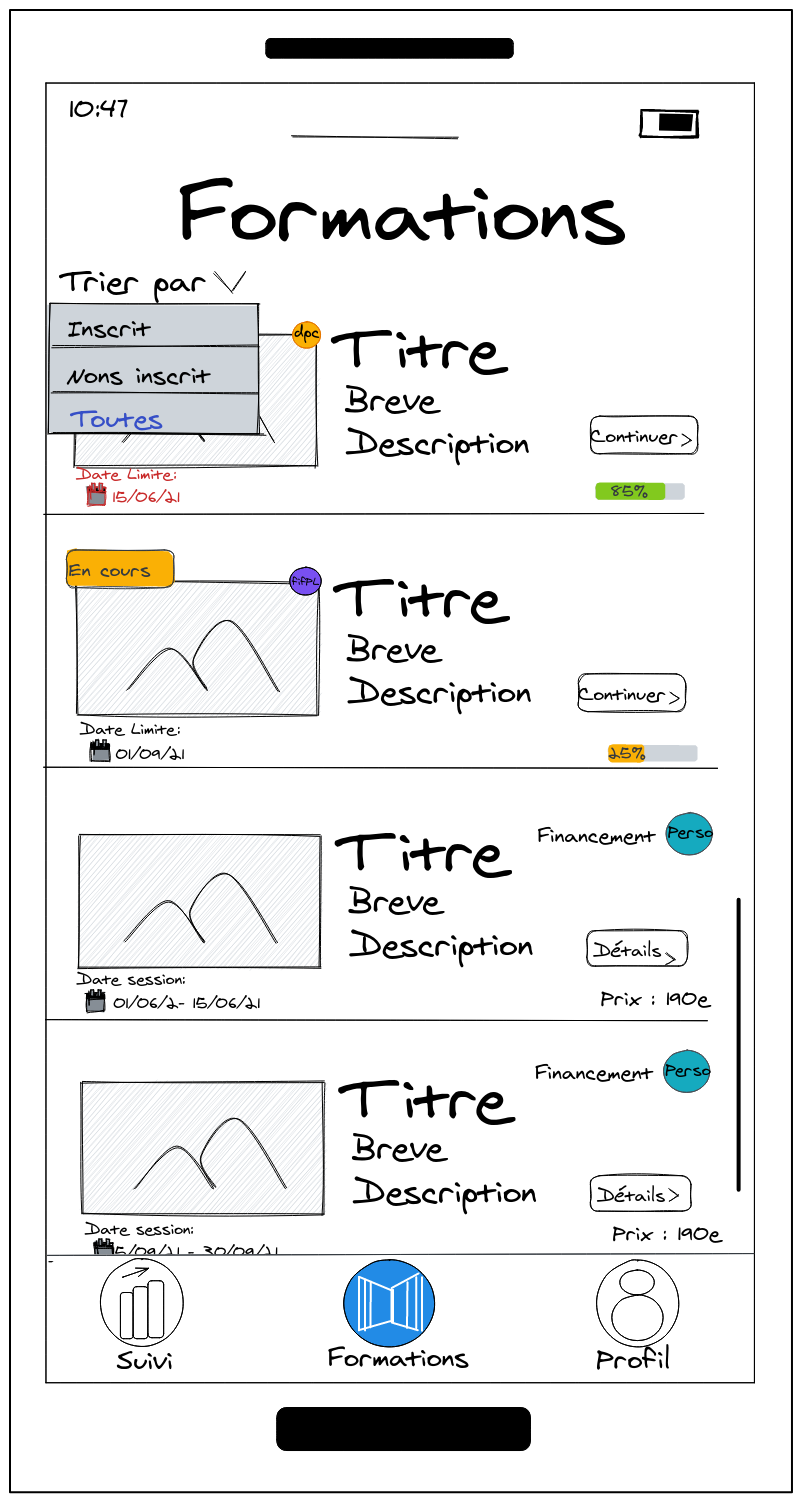 10:47
Formations
Trier par
Inscrit
Nons inscrit
Toutes
dpc
Titre
Breve
Description
Continuer >
Date Limite:
15/06/21
85%
En cours
fifPL
Titre
Breve
Description
Continuer >
Date Limite:
01/09/21
25%
Financement Perso
Titre
Breve
Description
Détails >
Date session:
01/06/2- 15/06/21
Prix : 190e
Financement Perso
Titre
Breve
Description
Détails >
Date session:
5/09/21 - 30/09/21
Prix : 190e
Suivi
Formations
Profil